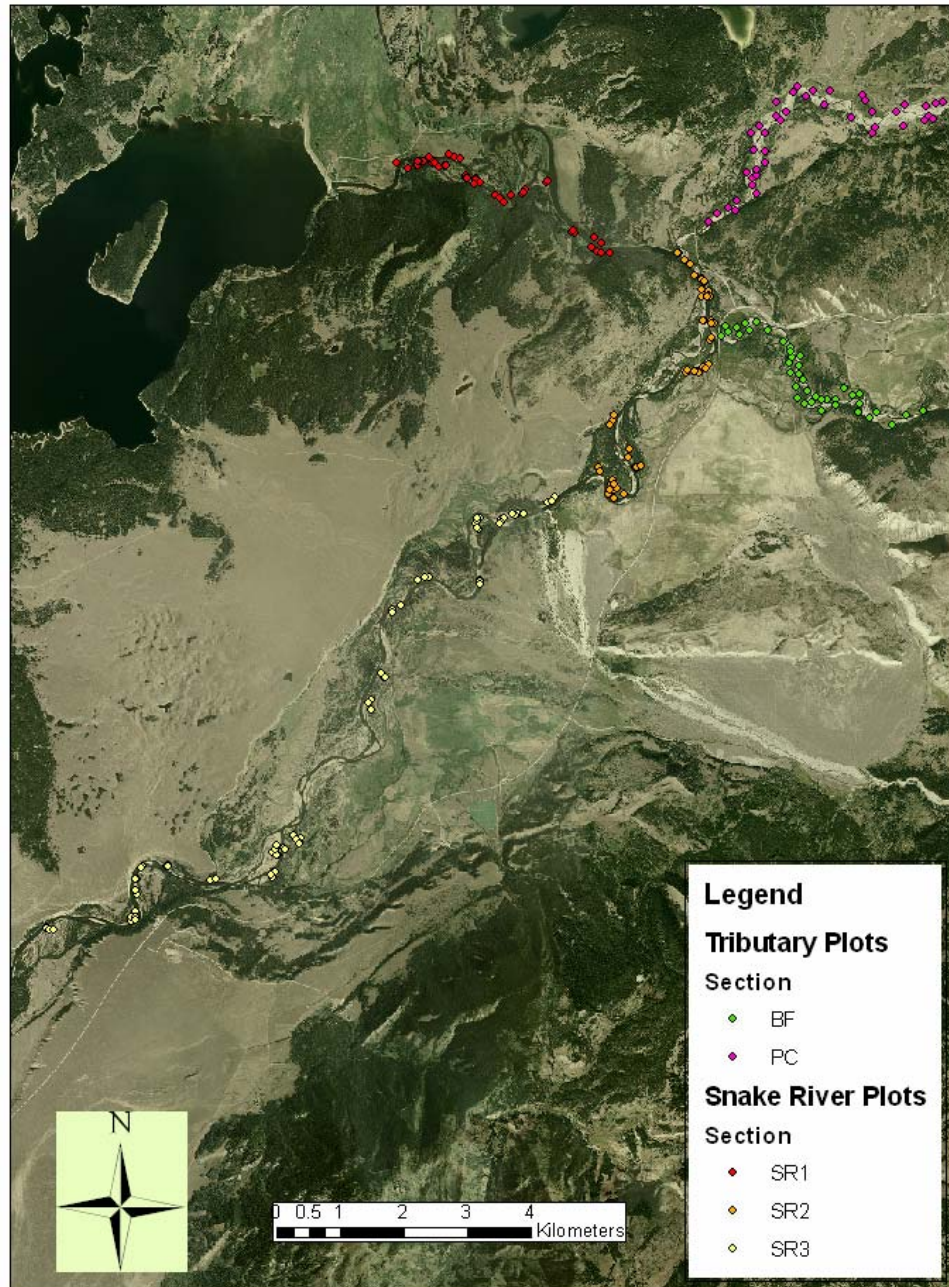 Legend
Tributary Plots
Section
BF
PC
Snake River Plots
Section
SR1
SR2
SR3
N
0 0.5 1 2 3 4
Kilometers